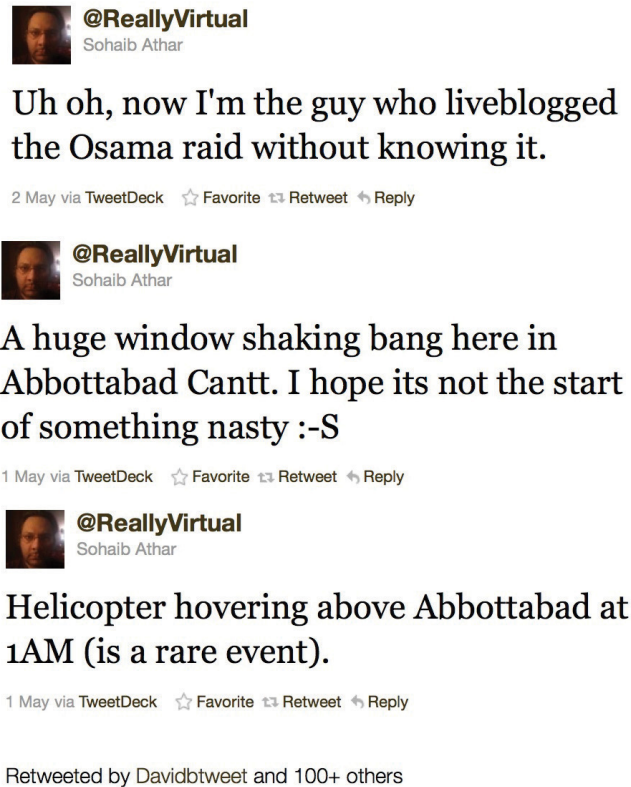 @ReallyVirtual
Sohaib Athar
Uh oh, now I'm the guy who liveblogged
the Osama raid without knowing it.
2 May via TweetDeck Favorite Retweet Reply
@ReallyVirtual
Sohaib Athar
A huge window shaking bang here in
Abbottabad Cantt. I hope its not the start
of something nasty :-S
1 May via TweetDeck Favorite Retweet Reply
@ReallyVirtual
Sohaib Athar
Helicopter hovering above Abbottabad at
1AM (is a rare event).
1 May via TweetDeck Favorite Retweet Reply
Retweeted by Davidbtweet and 100+ others